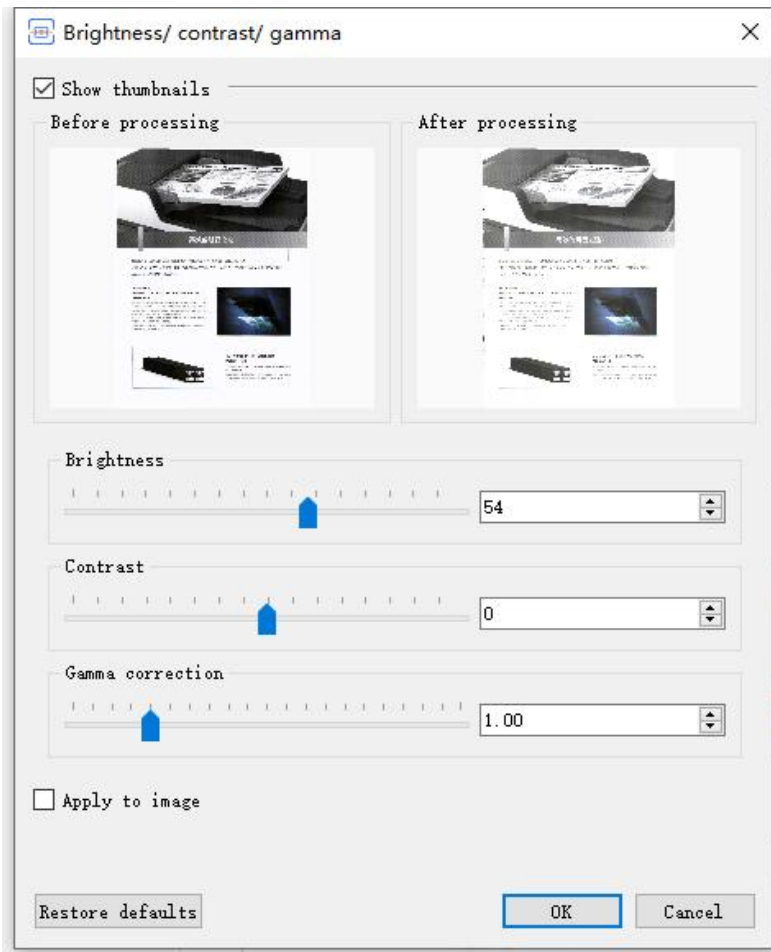 Brightness/ contrast/ gamma
Show thumbnails
Before processing
After processing
Brightness
54
Contrast
0
Gamma correction
1.00
Apply to image
Restore defaults
OK
Cancel